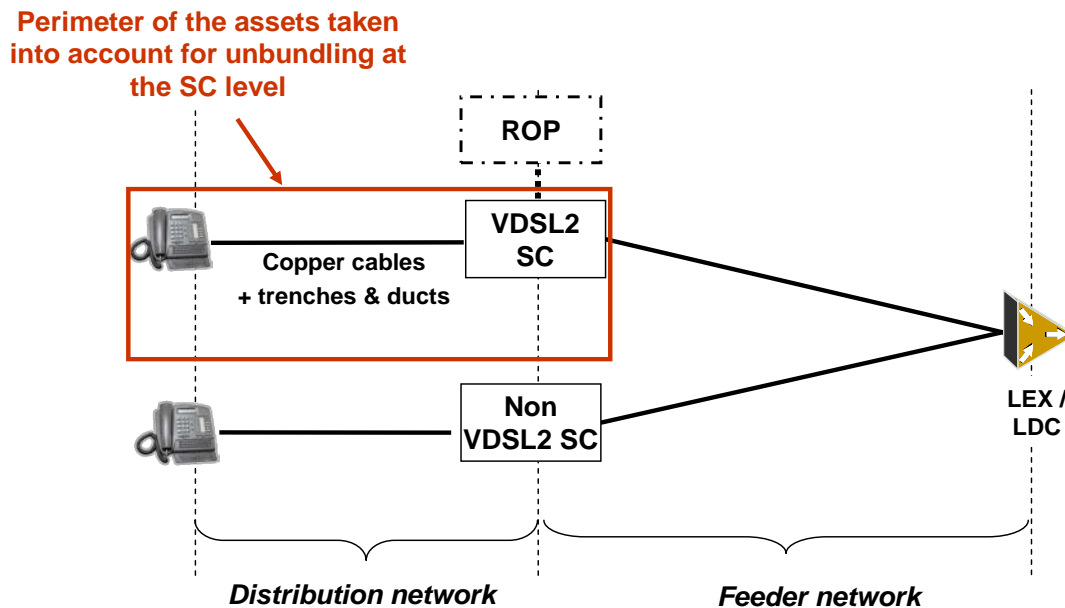 Perimeter of the assets taken
into account for unbundling at
the SC level
ROP
VDSL2
SC
Copper cables
+ trenches & ducts
Non
VDSL2 SC
LEX /
LDC
Distribution network
Feeder network